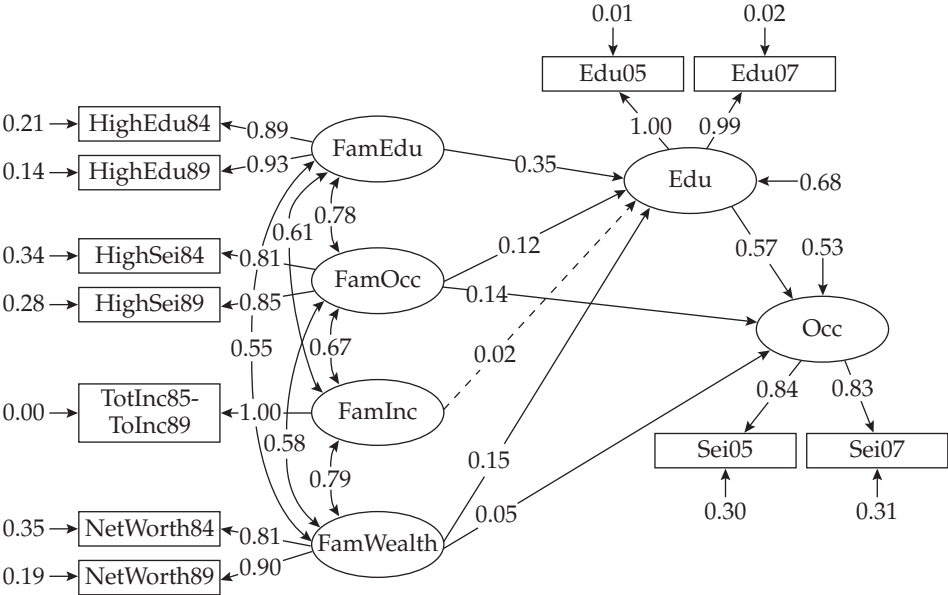 0.01
0.02
Edu05
Edu07
1.00
0.99
0.21
HighEdu84
0.89
FamEdu
0.14
HighEdu89
0.93
0.35
Edu
0.68
0.78
0.61
0.12
0.57
0.53
0.34
HighSei84
0.81
FamOcc
0.28
HighSei89
0.85
0.14
Occ
0.55
0.67
0.02
0.84
0.83
0.00
TotInc85-
ToInc89
1.00
FamInc
0.58
0.79
0.15
Sei05
Sei07
0.05
0.30
0.31
0.35
NetWorth84
0.81
FamWealth
0.19
NetWorth89
0.90